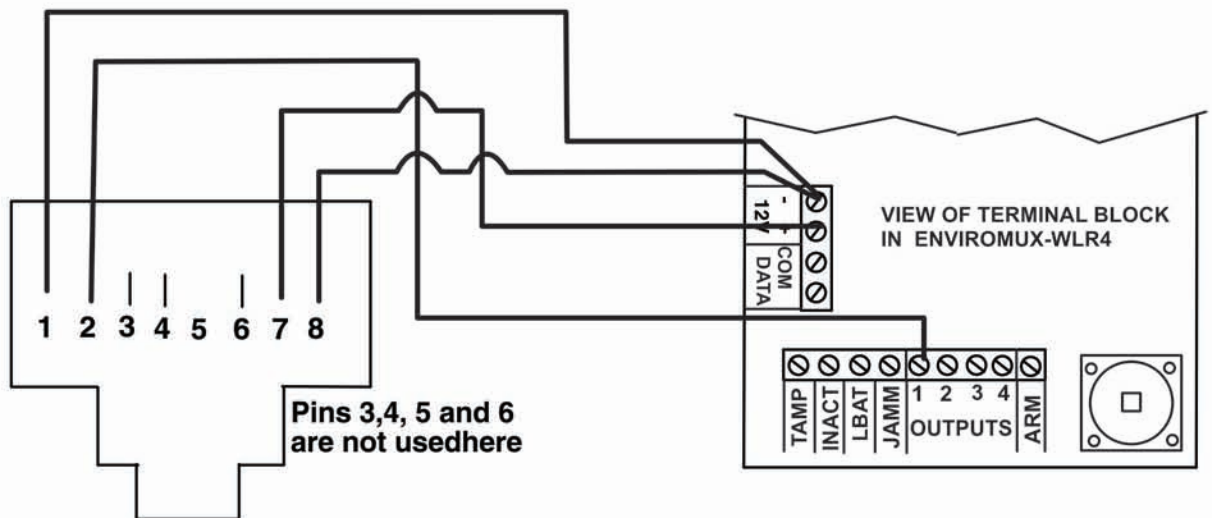 1 2 3 4 5 6 7 8
Pins 3,4, 5 and 6
are not usedhere
- +
12V
COM
DATA
VIEW OF TERMINAL BLOCK
IN ENVIROMUX-WLR4
TAMP
INACT
LBAT
JAMM
1 2 3 4
OUTPUTS
ARM